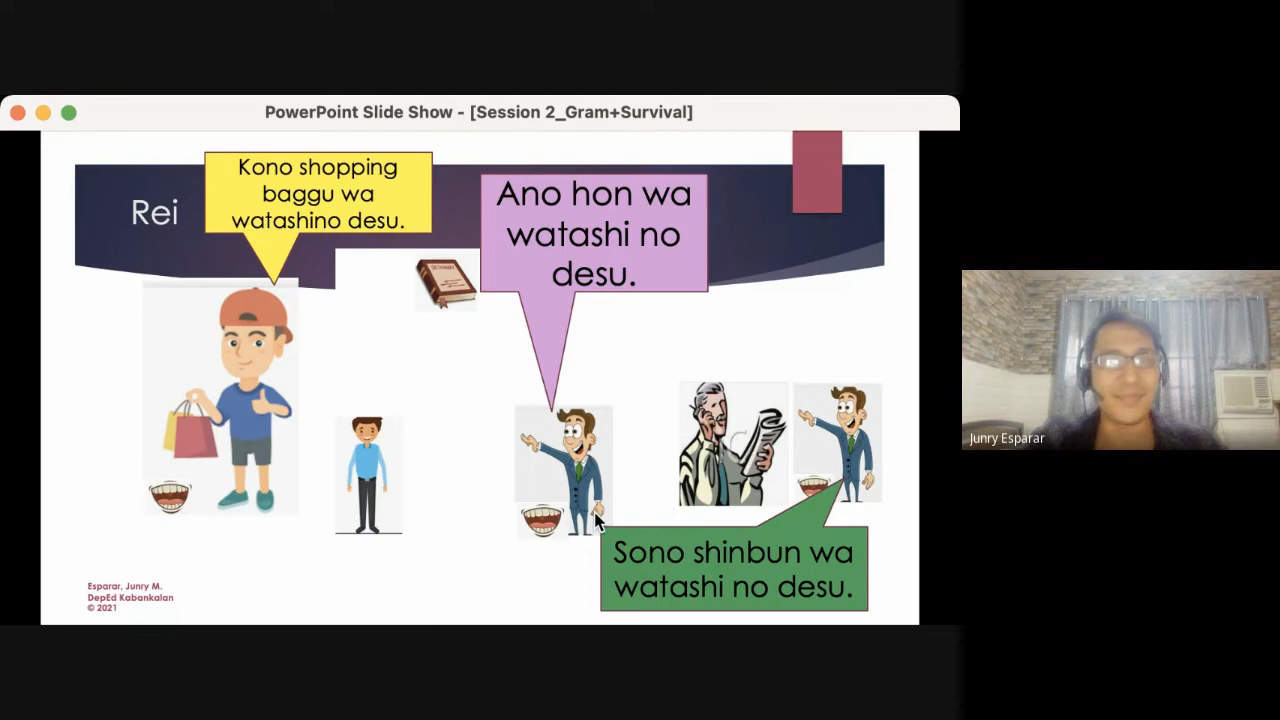 PowerPoint Slide Show - [Session 2_Gram+Survival]
Rei
Kono shopping
baggu wa
watashino desu.
Ano hon wa
watashi no
desu.
DICTIONARY
Sono shinbun wa
watashi no desu.
Esparar, Junry M.
DepEd Kabankalan
© 2021
Junry Esparar